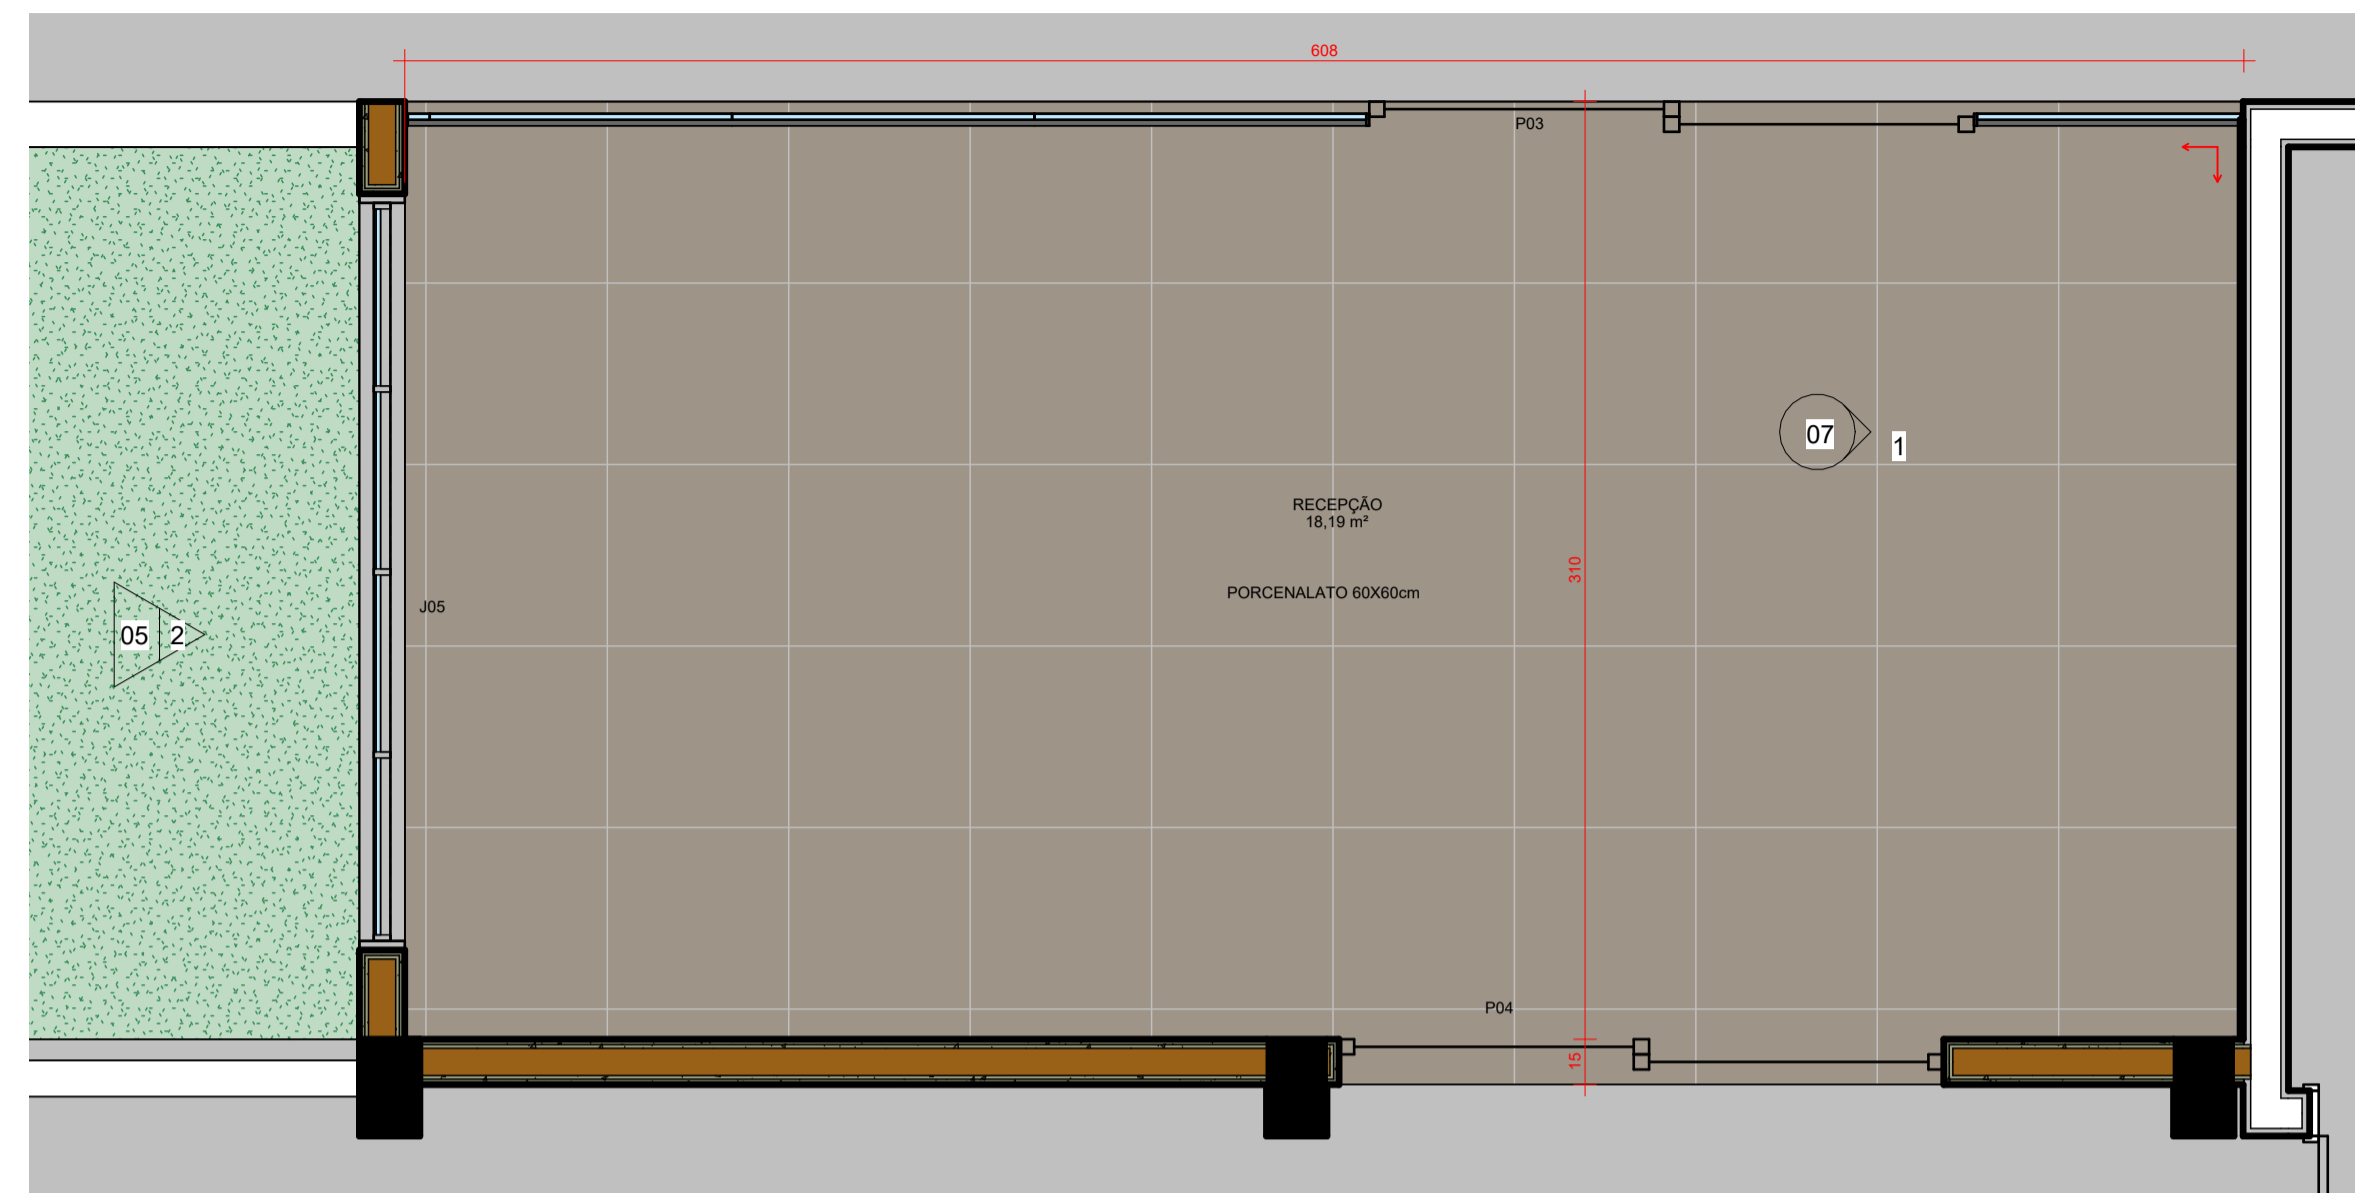 608
P03
07
1
RECEPÇÃO
18,19 m²
310
PORCENALATO 60X60cm
J05
05
2
P04
15